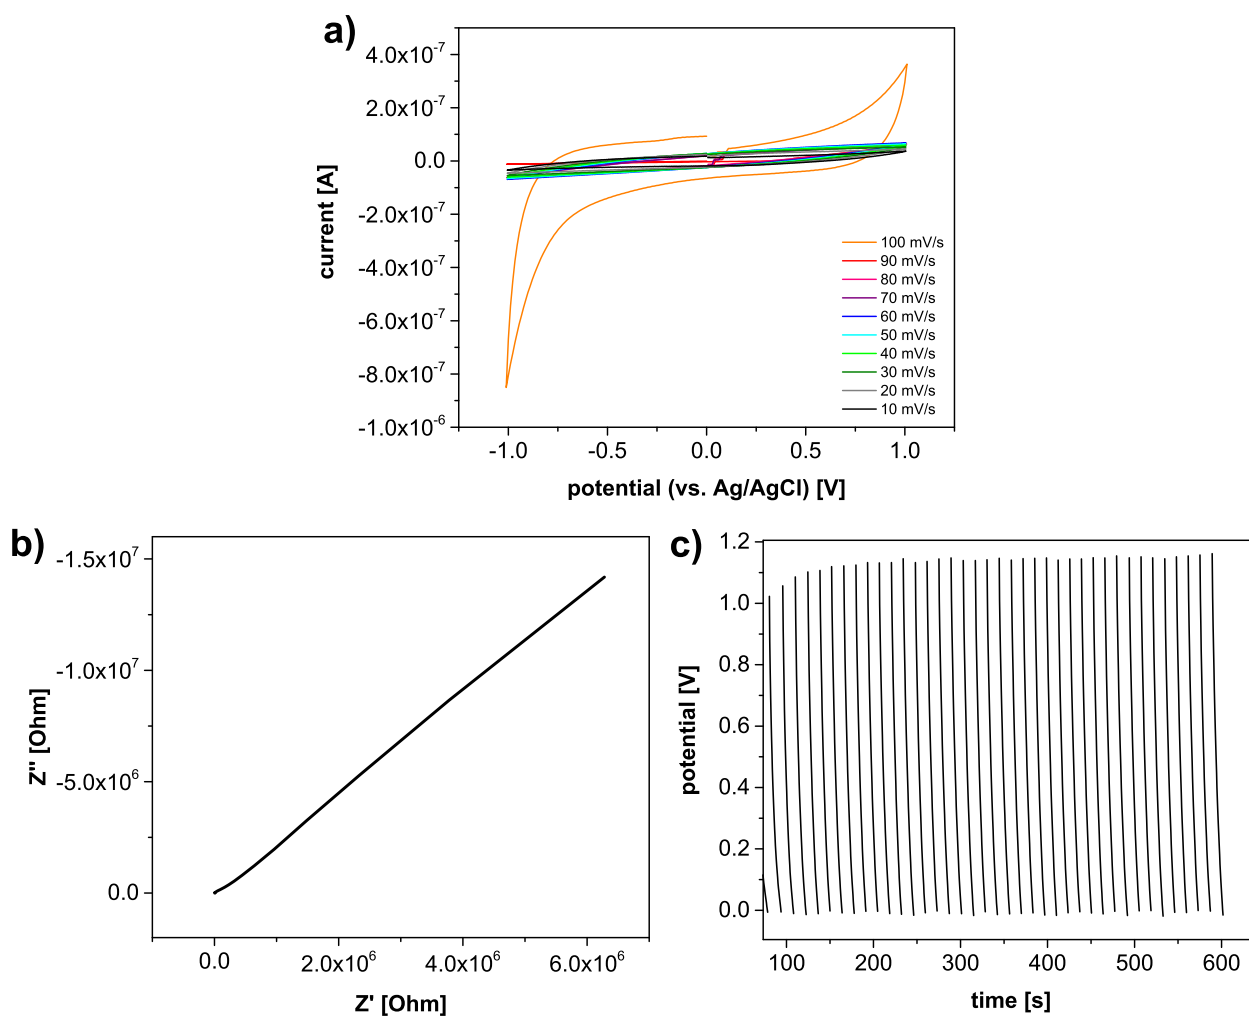 a)
4.0x10⁻⁷
2.0x10⁻⁷
0.0
-2.0x10⁻⁷
-4.0x10⁻⁷
-6.0x10⁻⁷
-8.0x10⁻⁷
-1.0x10⁻⁶
current [A]
100 mV/s
90 mV/s
80 mV/s
70 mV/s
60 mV/s
50 mV/s
40 mV/s
30 mV/s
20 mV/s
10 mV/s
-1.0 -0.5 0.0 0.5 1.0
potential (vs. Ag/AgCl) [V]
b)
-1.5x10⁷
-1.0x10⁷
-5.0x10⁶
0.0
Z'' [Ohm]
0.0 2.0x10⁶ 4.0x10⁶ 6.0x10⁶
Z' [Ohm]
c)
1.2
1.0
0.8
0.6
0.4
0.2
0.0
potential [V]
100 200 300 400 500 600
time [s]